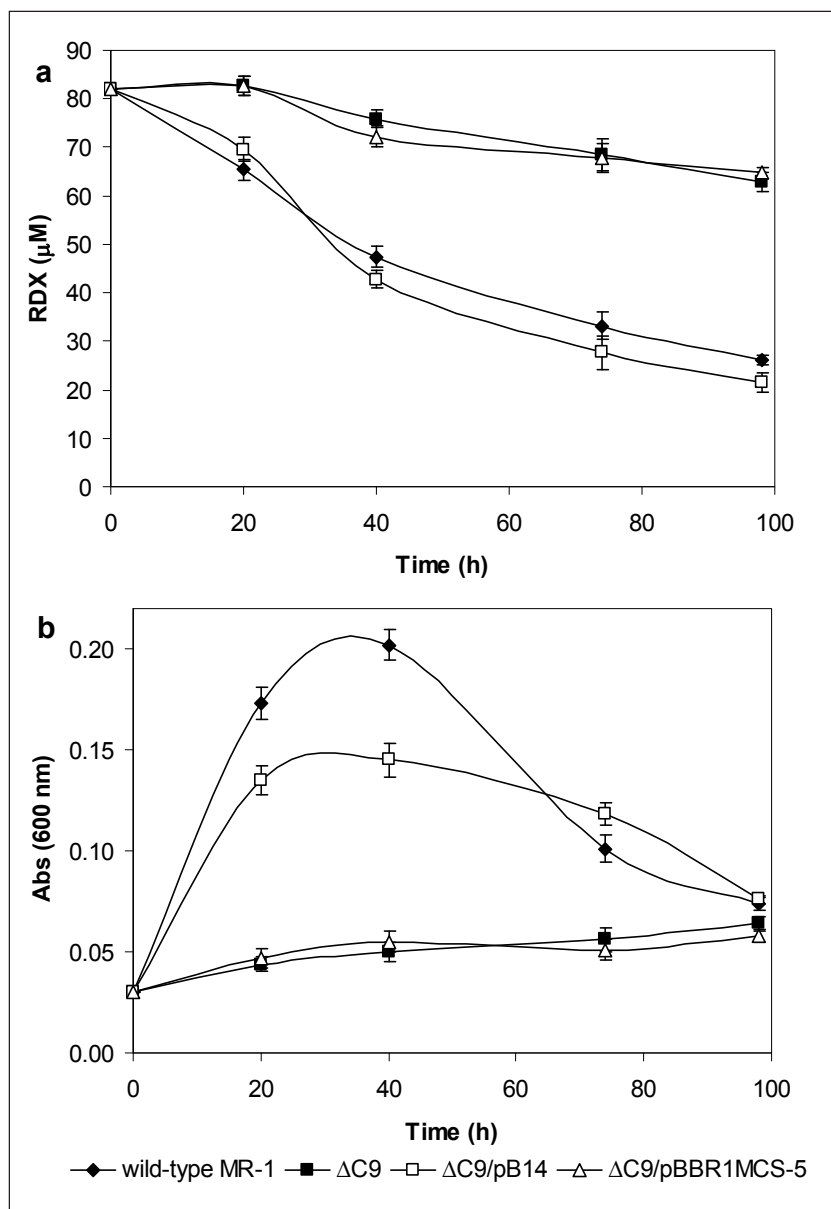 a
90
80
70
60
50
40
30
20
10
0
RDX (μM)
0 20 40 60 80 100
Time (h)
b
0.20
0.15
0.10
0.05
0.00
Abs (600 nm)
0 20 40 60 80 100
Time (h)
wild-type MR-1 ΔC9 ΔC9/pB14 ΔC9/pBBR1MCS-5